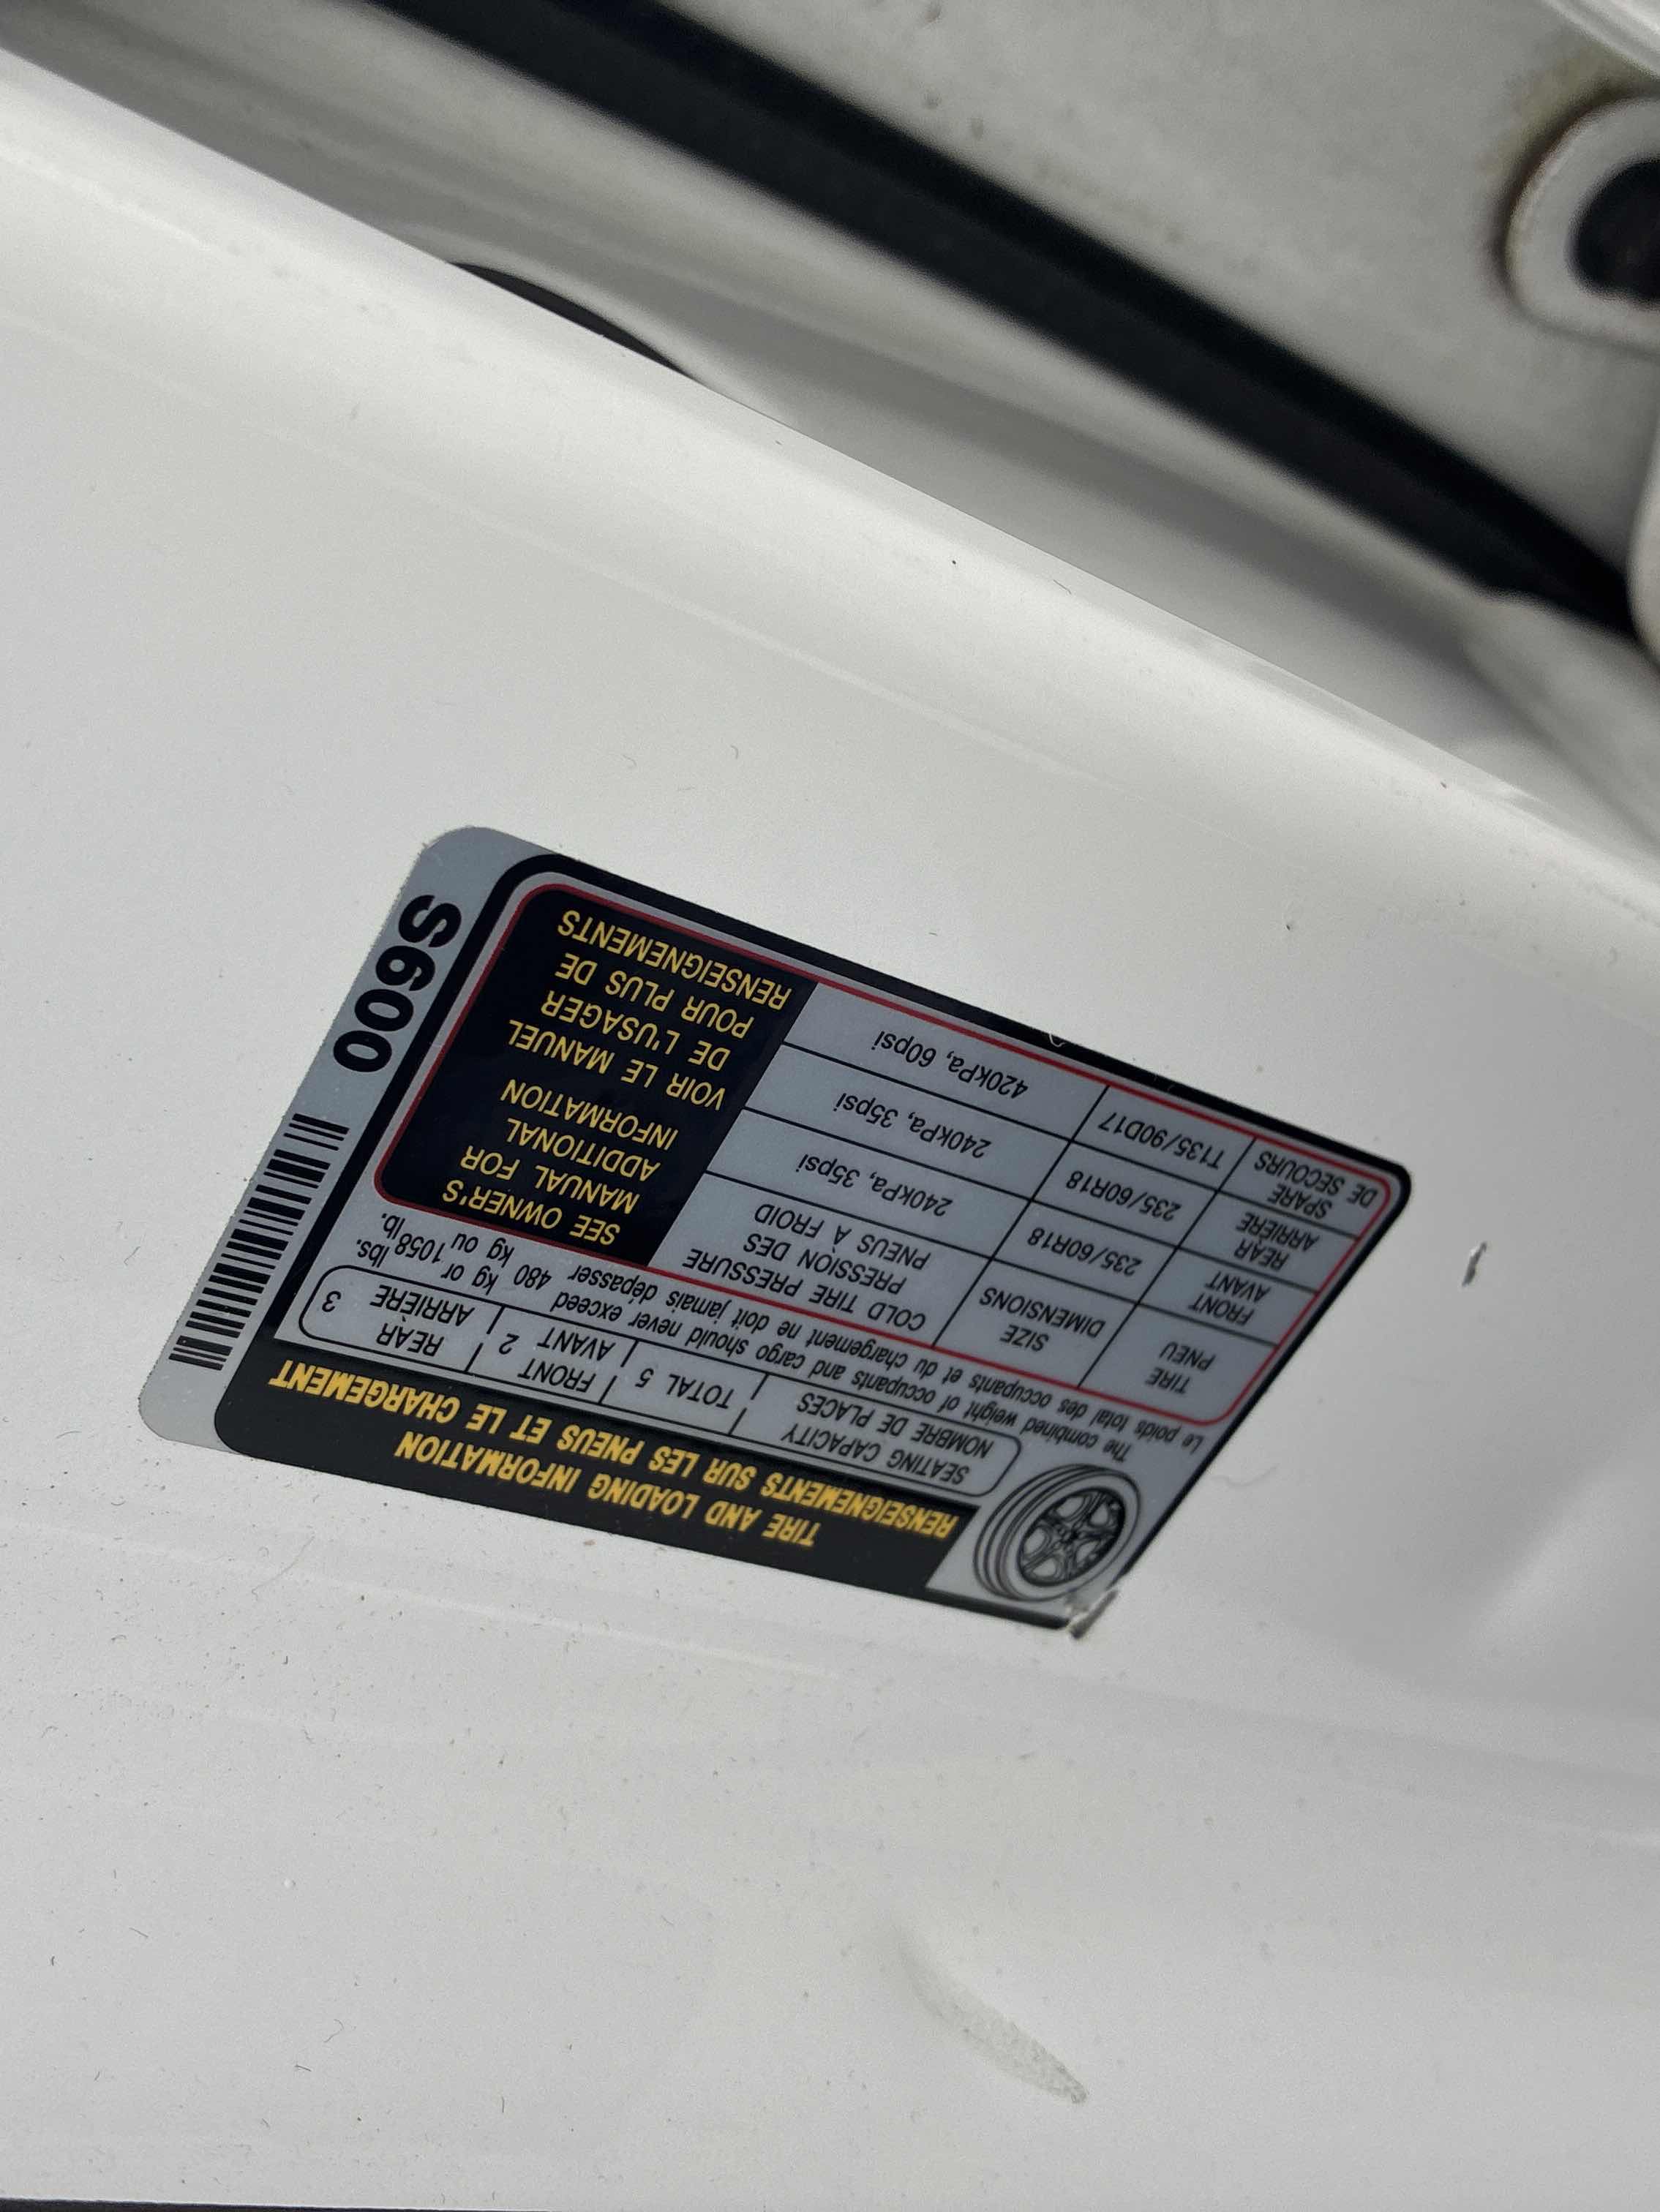 TIRE AND LOADING INFORMATION
RENSEIGNEMENTS SUR LES PNEUS ET LE CHARGEMENT
SEATING CAPACITY
NOMBRE DE PLACES
TOTAL 5
FRONT
AVANT 2
REAR
ARRIÈRE 3
The combined weight of occupants and cargo should never exceed 480 kg or 1058 lbs.
Le poids total des occupants et du chargement ne doit jamais dépasser 480 kg ou 1058 lb.
TIRE
PNEU
SIZE
DIMENSIONS
COLD TIRE PRESSURE
PRESSION DES
PNEUS À FROID
FRONT
AVANT
235/60R18
240kPa, 35psi
REAR
ARRIÈRE
235/60R18
240kPa, 35psi
SPARE
DE SECOURS
T135/90D17
420kPa, 60psi
SEE OWNER'S
MANUAL FOR
ADDITIONAL
INFORMATION
VOIR LE MANUEL
DE L'USAGER
POUR PLUS DE
RENSEIGNEMENTS
S600